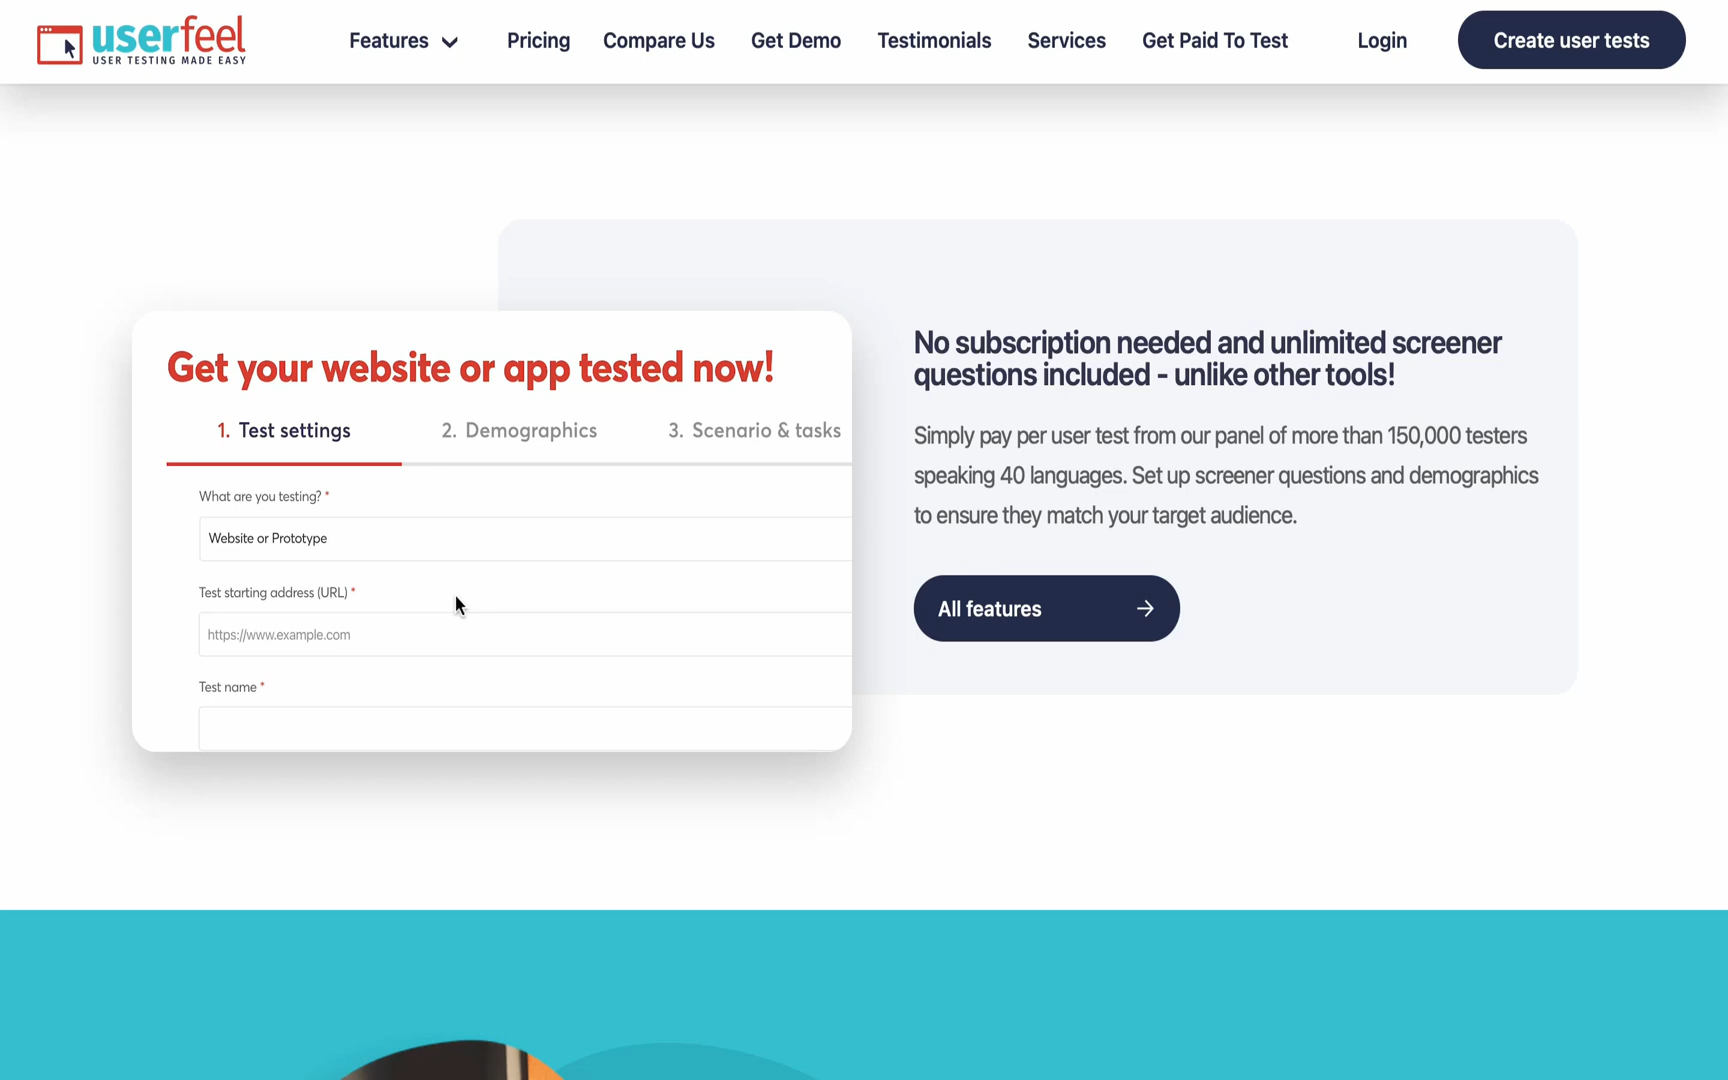 userfeel
USER TESTING MADE EASY
Features
Pricing
Compare Us
Get Demo
Testimonials
Services
Get Paid To Test
Login
Create user tests
Get your website or app tested now!
1. Test settings
2. Demographics
3. Scenario & tasks
What are you testing? *
Website or Prototype
Test starting address (URL) *
https://www.example.com
Test name *
No subscription needed and unlimited screener
questions included - unlike other tools!
Simply pay per user test from our panel of more than 150,000 testers
speaking 40 languages. Set up screener questions and demographics
to ensure they match your target audience.
All features